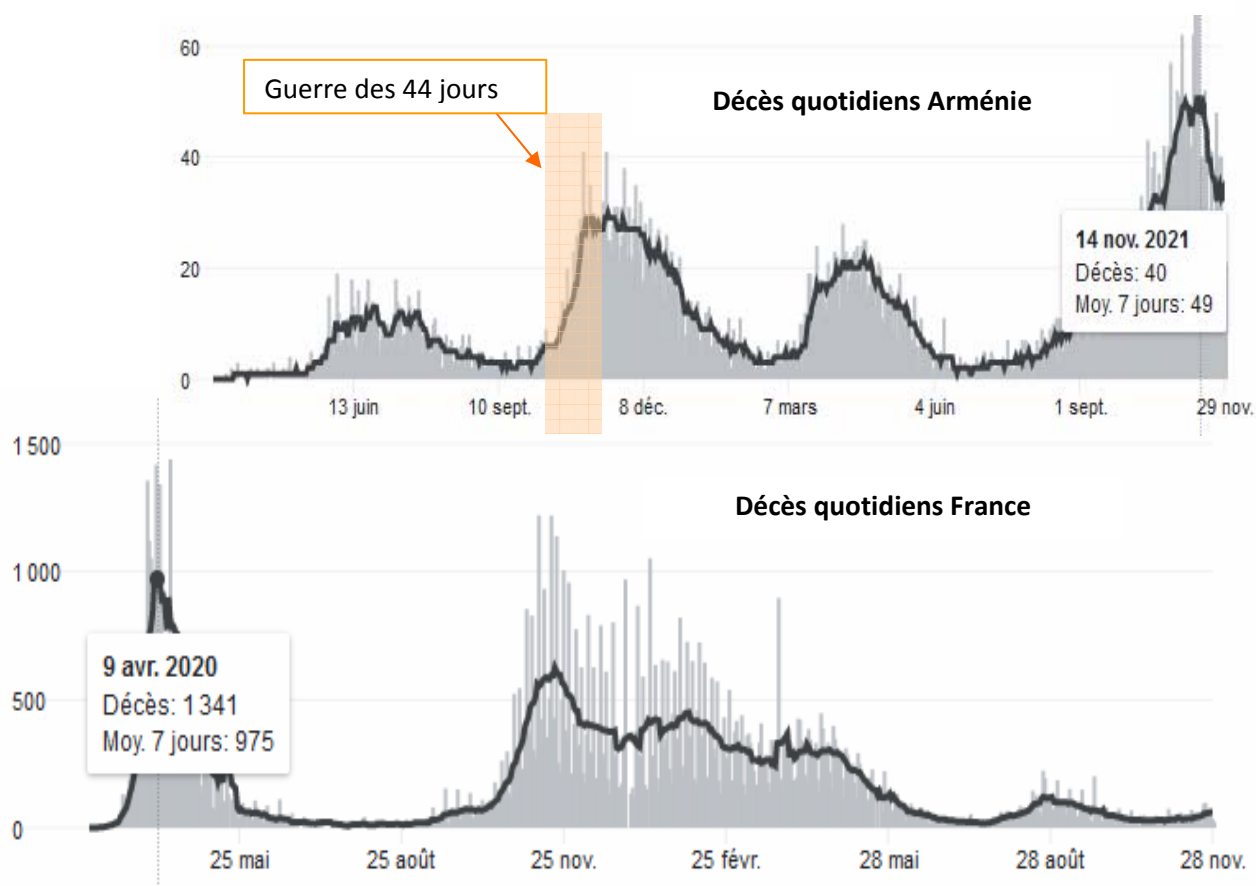 60
Guerre des 44 jours
Décès quotidiens Arménie
40
14 nov. 2021
Décès: 40
Moy. 7 jours: 49
20
0
13 juin 10 sept. 8 déc. 7 mars 4 juin 1 sept. 29 nov.
1 500
Décès quotidiens France
1 000
9 avr. 2020
Décès: 1 341
Moy. 7 jours: 975
500
0
25 mai 25 août 25 nov. 25 févr. 28 mai 28 août 28 nov.